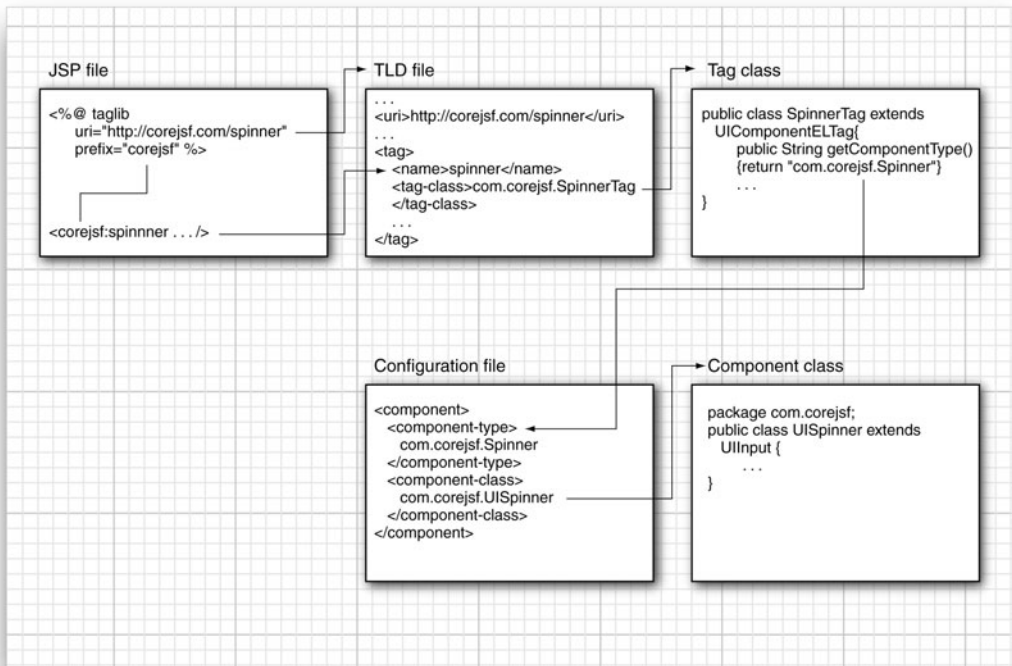 JSP file
<%@ taglib
uri="http://corejsf.com/spinner"
prefix="corejsf" %>
<corejsf:spinnner . . . />
TLD file
. . .
<uri>http://corejsf.com/spinner</uri>
. . .
<tag>
<name>spinner</name>
<tag-class>com.corejsf.SpinnerTag
</tag-class>
. . .
</tag>
Tag class
public class SpinnerTag extends
UIComponentELTag{
public String getComponentType()
{return "com.corejsf.Spinner"}
. . .
}
Configuration file
<component>
<component-type>
com.corejsf.Spinner
</component-type>
<component-class>
com.corejsf.UISpinner
</component-class>
</component>
Component class
package com.corejsf;
public class UISpinner extends
UIInput {
. . .
}